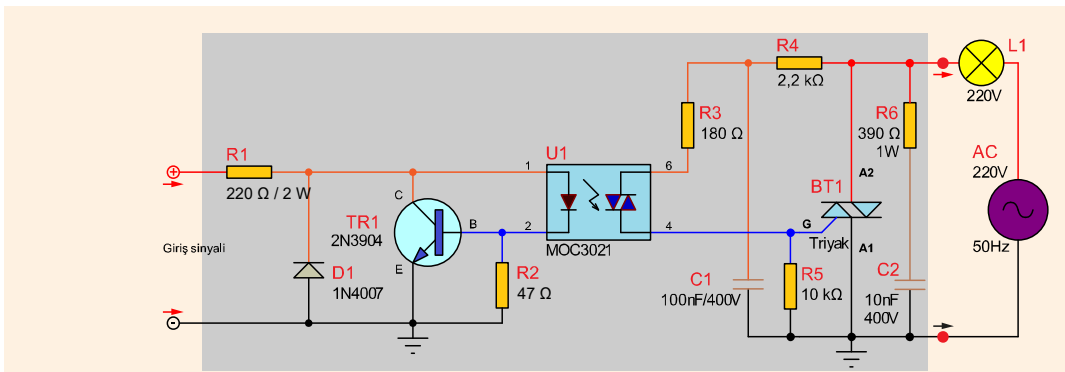 R4
2,2 kΩ
L1
220V
R3
180 Ω
R6
390 Ω
1W
AC
220V
50Hz
R1
220 Ω / 2 W
U1
1
6
2
4
MOC3021
C
TR1
2N3904
B
E
BT1
A2
G
Triyak
A1
Giriş sinyali
+
-
D1
1N4007
R2
47 Ω
C1
100nF/400V
R5
10 kΩ
C2
10nF
400V